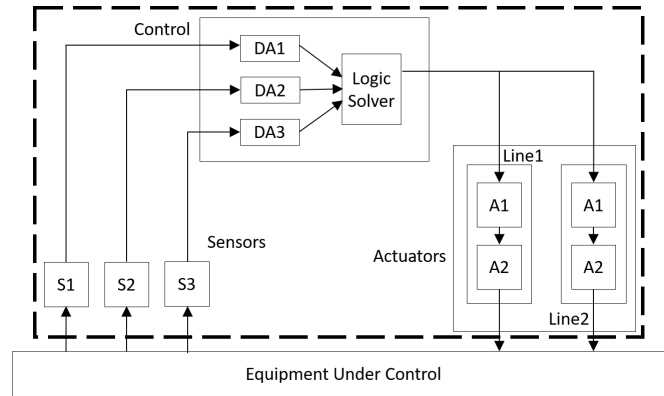 Control
DA1
DA2
DA3
Logic
Solver
Sensors
S1
S2
S3
Actuators
Line1
A1
A1
A2
A2
Line2
Equipment Under Control